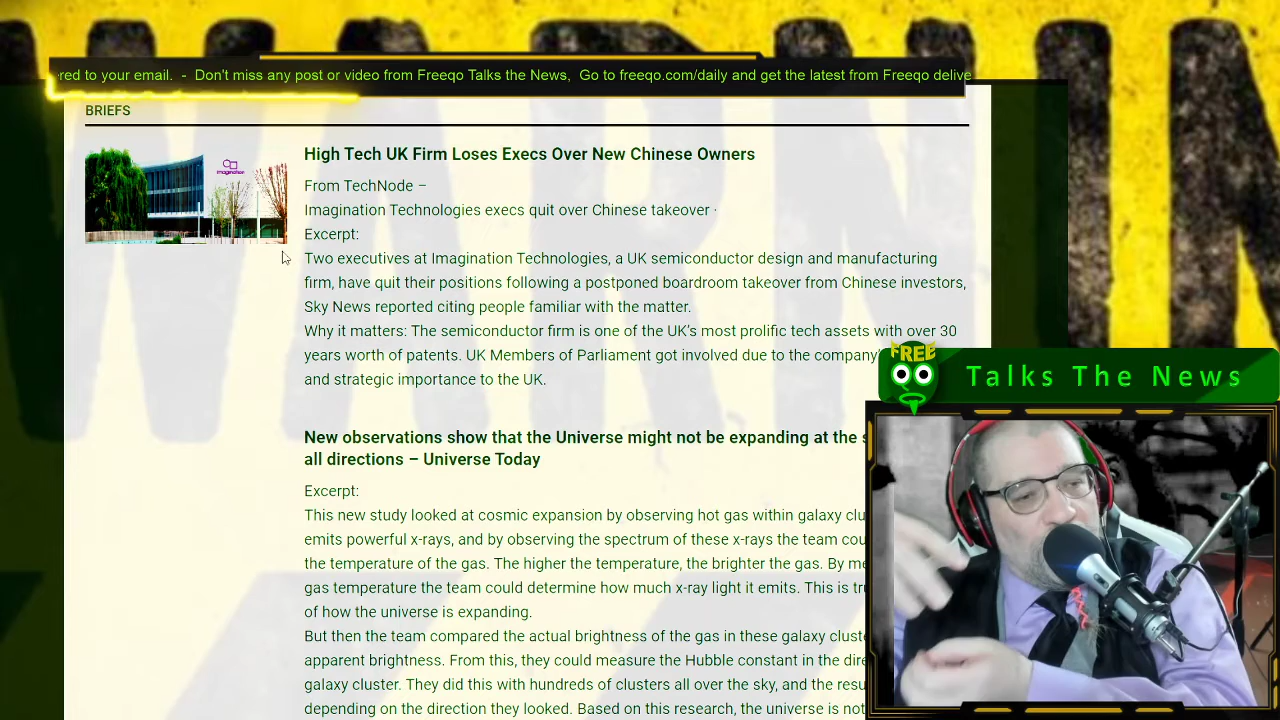 red to your email.  -  Don't miss any post or video from Freeqo Talks the News,  Go to freeqo.com/daily and get the latest from Freeqo delive
BRIEFS
imagination
High Tech UK Firm Loses Execs Over New Chinese Owners
From TechNode –
Imagination Technologies execs quit over Chinese takeover ·
Excerpt:
Two executives at Imagination Technologies, a UK semiconductor design and manufacturing
firm, have quit their positions following a postponed boardroom takeover from Chinese investors,
Sky News reported citing people familiar with the matter.
Why it matters: The semiconductor firm is one of the UK's most prolific tech assets with over 30
years worth of patents. UK Members of Parliament got involved due to the company
and strategic importance to the UK.
FREE
Talks The News
New observations show that the Universe might not be expanding at the s
all directions – Universe Today
Excerpt:
This new study looked at cosmic expansion by observing hot gas within galaxy clu
emits powerful x-rays, and by observing the spectrum of these x-rays the team cou
the temperature of the gas. The higher the temperature, the brighter the gas. By me
gas temperature the team could determine how much x-ray light it emits. This is tru
of how the universe is expanding.
But then the team compared the actual brightness of the gas in these galaxy cluste
apparent brightness. From this, they could measure the Hubble constant in the dire
galaxy cluster. They did this with hundreds of clusters all over the sky, and the resu
depending on the direction they looked. Based on this research, the universe is not